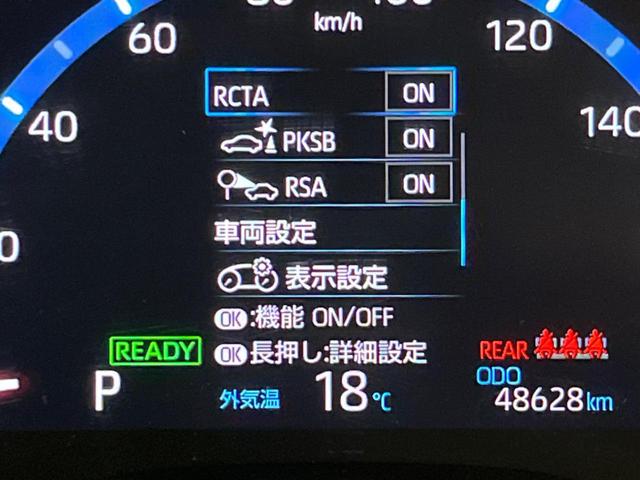 km/h
60
120
40
140
RCTA ON
PKSB ON
RSA ON
0
車両設定
表示設定
OK:機能 ON/OFF
READY
OK長押し:詳細設定
REAR
P
外気温 18℃
ODO
48628km